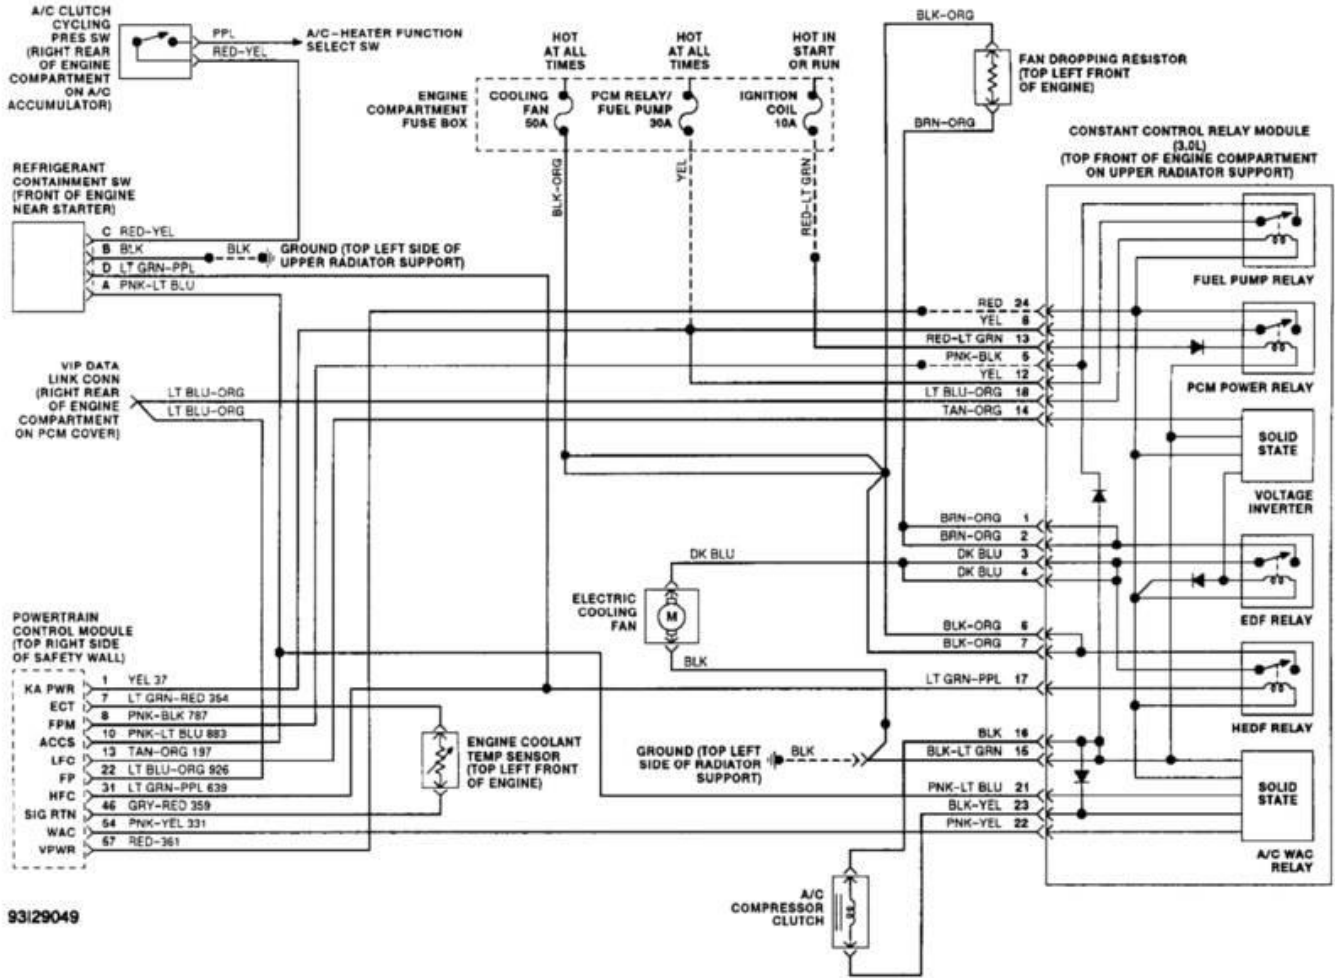 A/C CLUTCH
CYCLING
PRES SW
(RIGHT REAR
OF ENGINE
COMPARTMENT
ON A/C
ACCUMULATOR)
PPL
RED-YEL
A/C-HEATER FUNCTION
SELECT SW
HOT
AT ALL
TIMES
HOT
AT ALL
TIMES
HOT IN
START
OR RUN
ENGINE
COMPARTMENT
FUSE BOX
COOLING
FAN
50A
PCM RELAY/
FUEL PUMP
30A
IGNITION
COIL
10A
BLK-ORG
YEL
RED-LT GRN
BLK-ORG
FAN DROPPING RESISTOR
(TOP LEFT FRONT
OF ENGINE)
BRN-ORG
CONSTANT CONTROL RELAY MODULE
(3.0L)
(TOP FRONT OF ENGINE COMPARTMENT
ON UPPER RADIATOR SUPPORT)
REFRIGERANT
CONTAINMENT SW
(FRONT OF ENGINE
NEAR STARTER)
C RED-YEL
B BLK
D LT GRN-PPL
A PNK-LT BLU
BLK
GROUND (TOP LEFT SIDE OF
UPPER RADIATOR SUPPORT)
VIP DATA
LINK CONN
(RIGHT REAR
OF ENGINE
COMPARTMENT
ON PCM COVER)
LT BLU-ORG
LT BLU-ORG
RED 24
YEL 8
RED-LT GRN 13
PNK-BLK 5
YEL 12
LT BLU-ORG 18
TAN-ORG 14
BRN-ORG 1
BRN-ORG 2
DK BLU 3
DK BLU 4
BLK-ORG 6
BLK-ORG 7
LT GRN-PPL 17
BLK 16
BLK-LT GRN 15
PNK-LT BLU 21
BLK-YEL 23
PNK-YEL 22
FUEL PUMP RELAY
PCM POWER RELAY
SOLID
STATE
VOLTAGE
INVERTER
EDF RELAY
HEDF RELAY
SOLID
STATE
A/C WAC
RELAY
DK BLU
ELECTRIC
COOLING
FAN
M
BLK
GROUND (TOP LEFT
SIDE OF RADIATOR
SUPPORT)
BLK
POWERTRAIN
CONTROL MODULE
(TOP RIGHT SIDE
OF SAFETY WALL)
KA PWR 1 YEL 37
ECT 7 LT GRN-RED 354
FPM 8 PNK-BLK 787
ACCS 10 PNK-LT BLU 883
LFC 13 TAN-ORG 197
FP 22 LT BLU-ORG 926
HFC 31 LT GRN-PPL 639
SIG RTN 46 GRY-RED 359
WAC 54 PNK-YEL 331
VPWR 57 RED-361
ENGINE COOLANT
TEMP SENSOR
(TOP LEFT FRONT
OF ENGINE)
A/C
COMPRESSOR
CLUTCH
93I29049